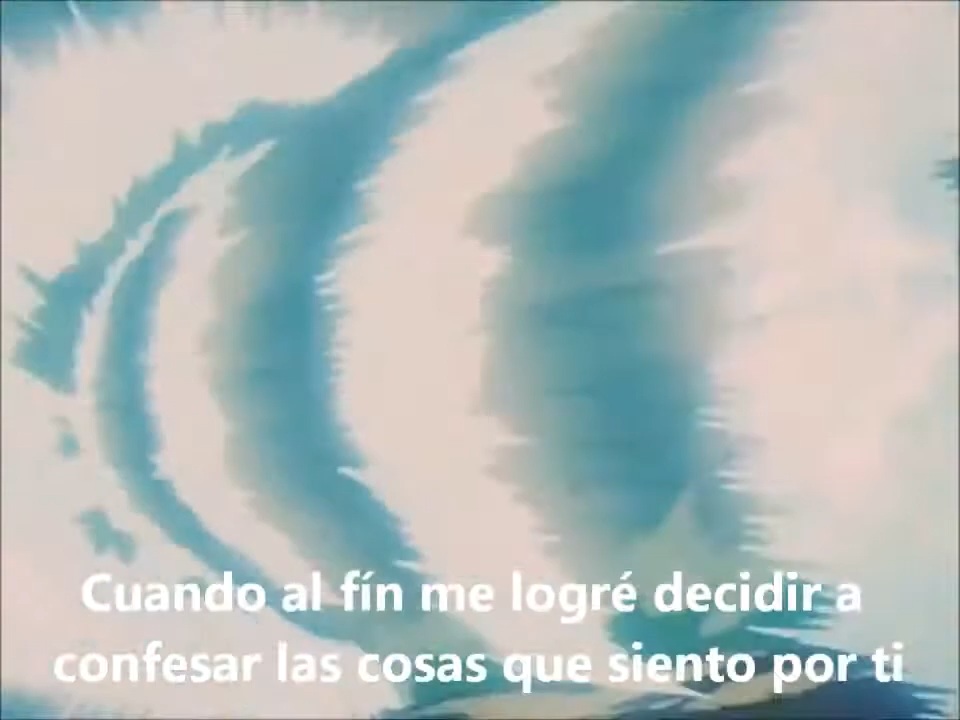 Cuando al fín me logré decidir a
confesar las cosas que siento por ti